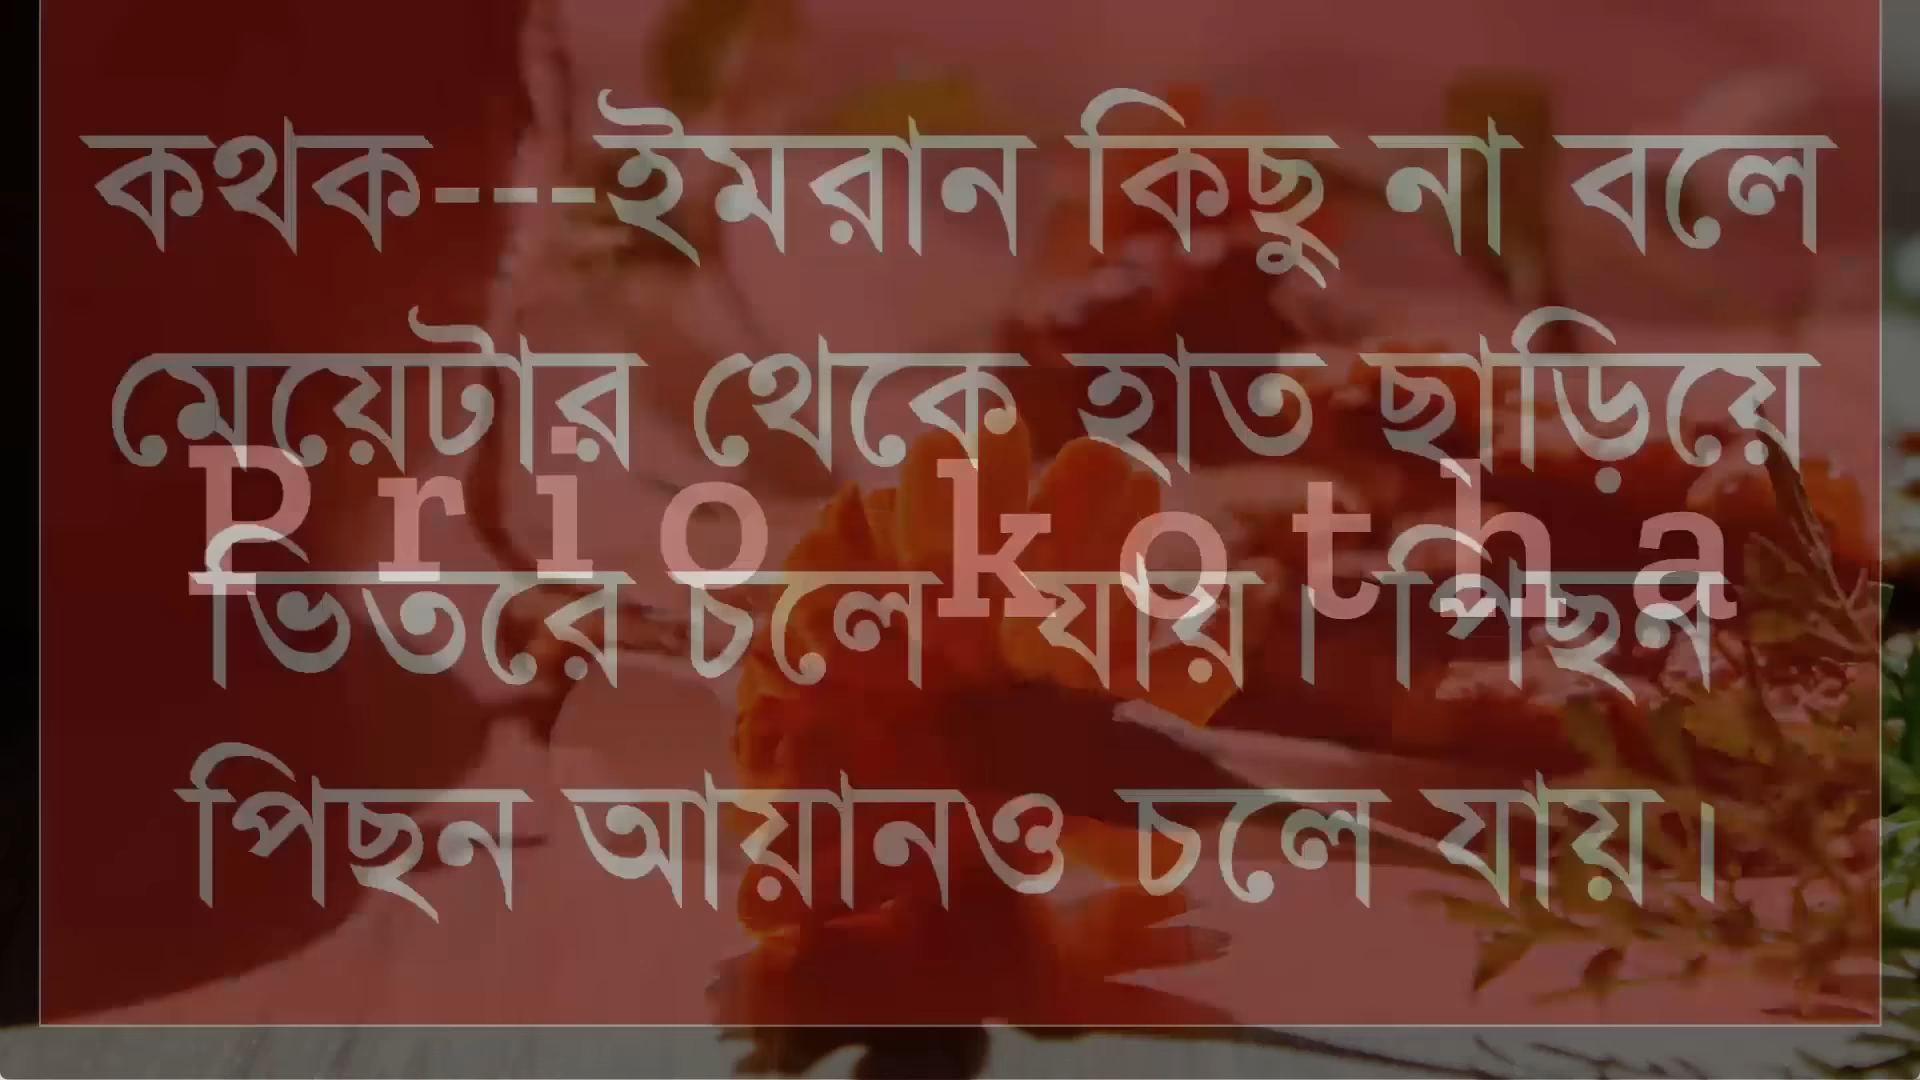 কথক---ইমরান কিছু না বলে
মেয়েটার থেকে হাত ছাড়িয়ে
Prio kotha
ভিতরে চলে যায়। পিছন
পিছন আয়ানও চলে যায়।